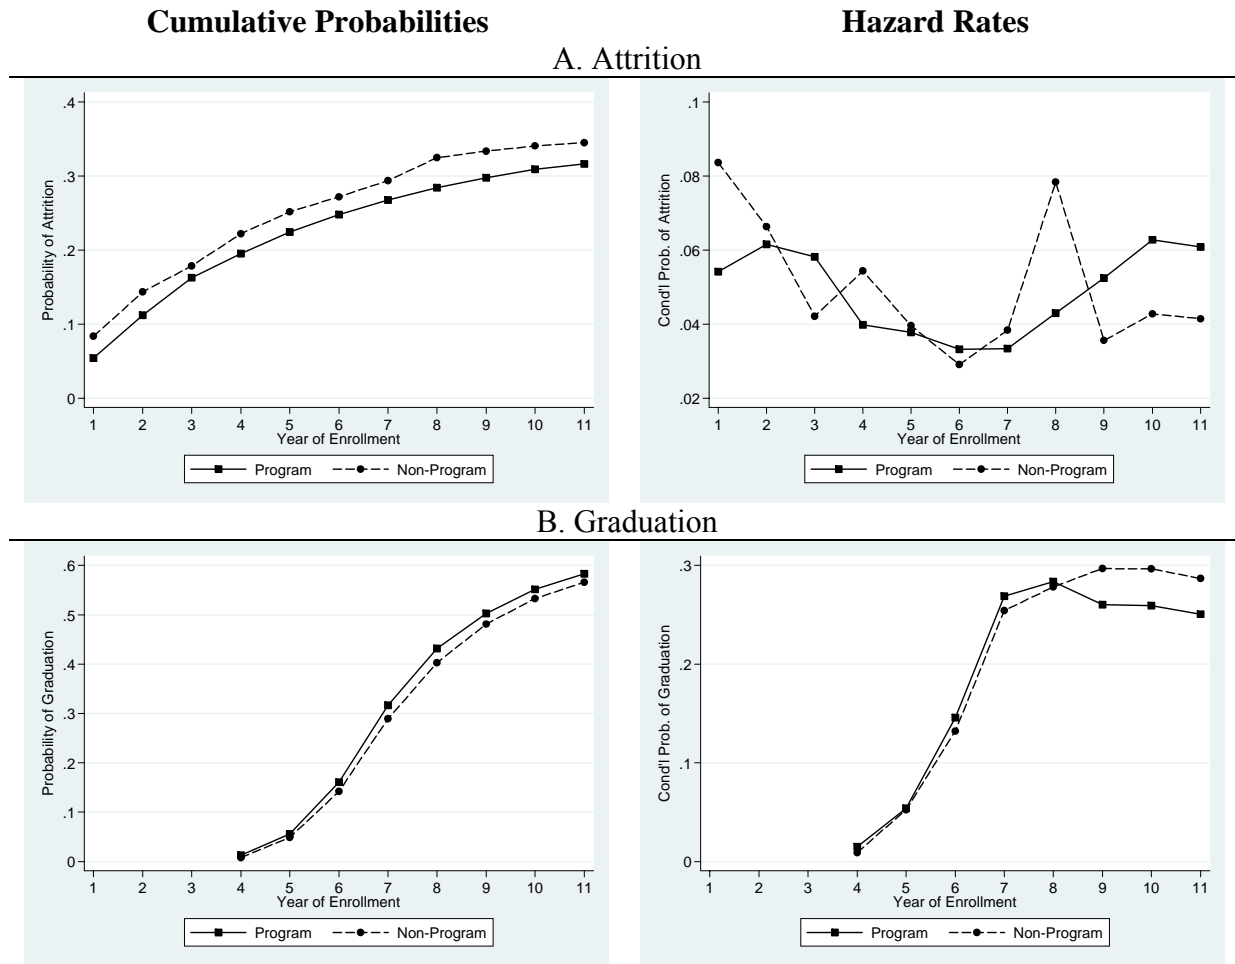 Cumulative Probabilities Hazard Rates
A. Attrition
Probability of Attrition
.4
.3
.2
.1
0
1 2 3 4 5 6 7 8 9 10 11
Year of Enrollment
Program Non-Program
Cond'l Prob. of Attrition
.1
.08
.06
.04
.02
1 2 3 4 5 6 7 8 9 10 11
Year of Enrollment
Program Non-Program
B. Graduation
Probability of Graduation
.6
.5
.4
.3
.2
.1
0
1 2 3 4 5 6 7 8 9 10 11
Year of Enrollment
Program Non-Program
Cond'l Prob. of Graduation
.3
.2
.1
0
1 2 3 4 5 6 7 8 9 10 11
Year of Enrollment
Program Non-Program